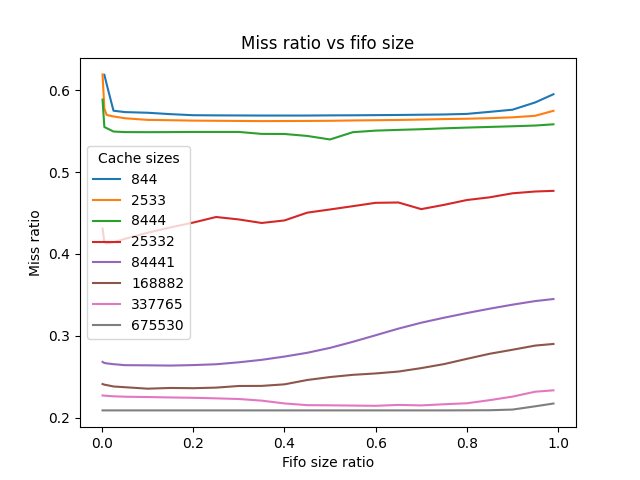 Miss ratio vs fifo size
Miss ratio
0.6
0.5
0.4
0.3
0.2
Cache sizes
844
2533
8444
25332
84441
168882
337765
675530
0.0 0.2 0.4 0.6 0.8 1.0
Fifo size ratio